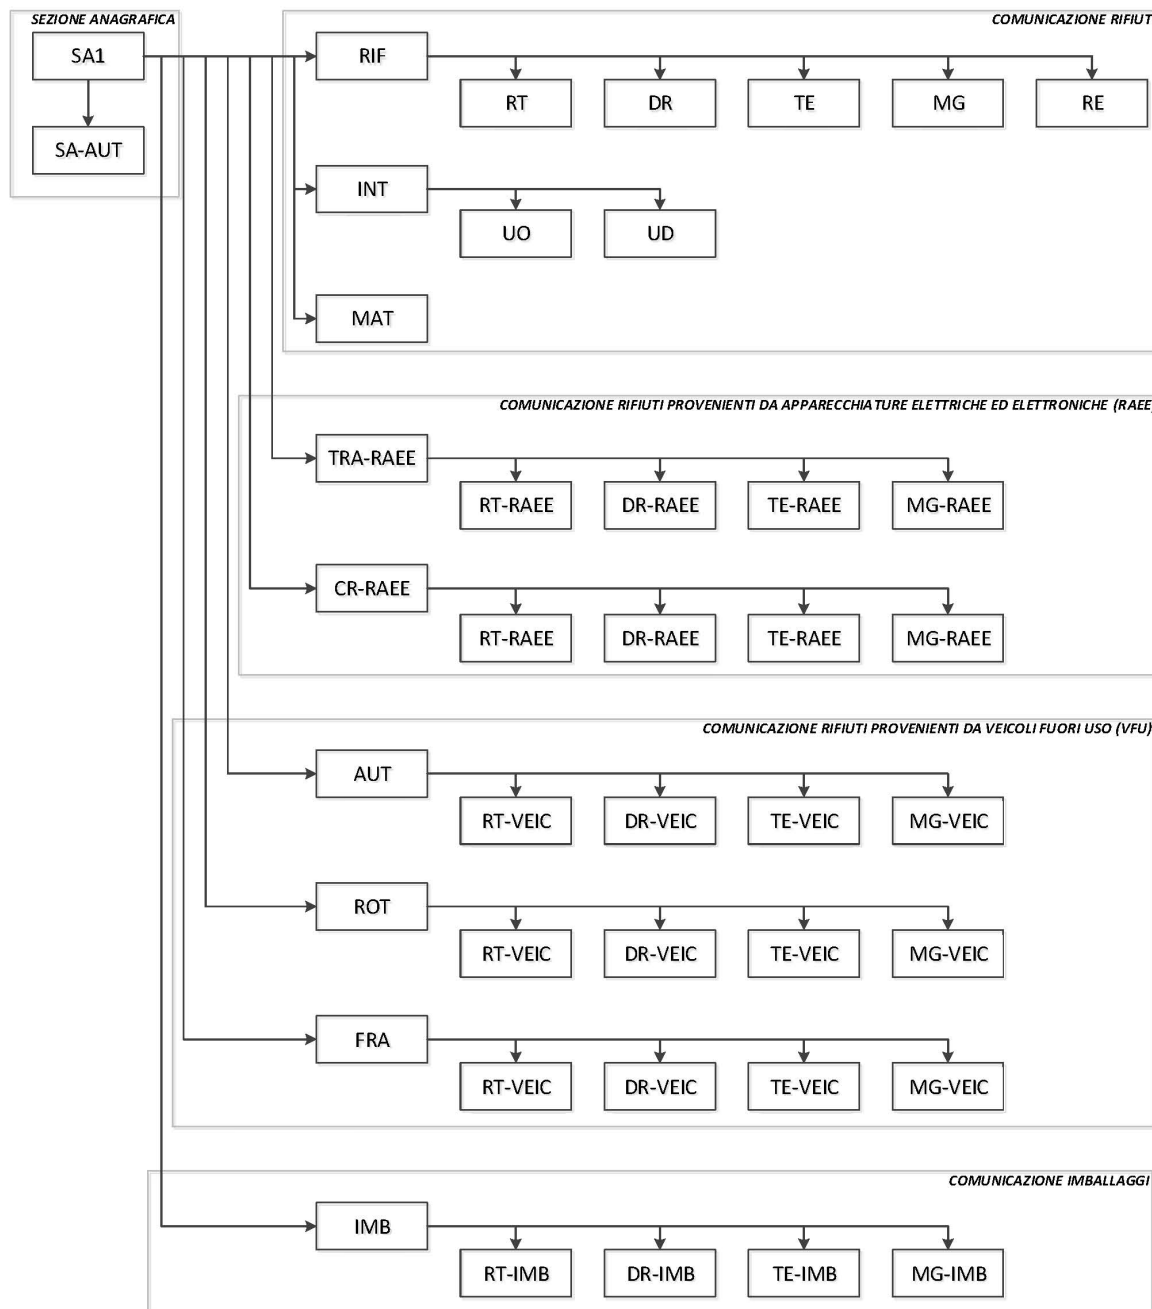 SEZIONE ANAGRAFICA
COMUNICAZIONE RIFIUT
SA1
RIF
RT
DR
TE
MG
RE
SA-AUT
INT
UO
UD
MAT
COMUNICAZIONE RIFIUTI PROVENIENTI DA APPARECCHIATURE ELETTRICHE ED ELETTRONICHE (RAEE)
TRA-RAEE
RT-RAEE
DR-RAEE
TE-RAEE
MG-RAEE
CR-RAEE
RT-RAEE
DR-RAEE
TE-RAEE
MG-RAEE
COMUNICAZIONE RIFIUTI PROVENIENTI DA VEICOLI FUORI USO (VFU)
AUT
RT-VEIC
DR-VEIC
TE-VEIC
MG-VEIC
ROT
RT-VEIC
DR-VEIC
TE-VEIC
MG-VEIC
FRA
RT-VEIC
DR-VEIC
TE-VEIC
MG-VEIC
COMUNICAZIONE IMBALLAGGI
IMB
RT-IMB
DR-IMB
TE-IMB
MG-IMB